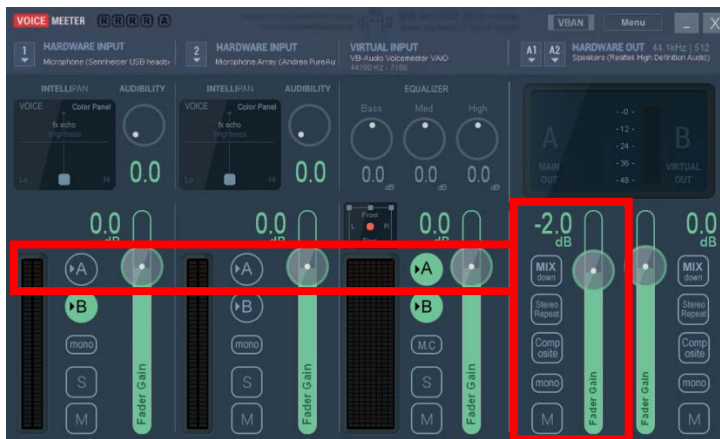 VOICE MEETER R R R R A VBAN Menu _ X
1 HARDWARE INPUT
Microphone (Sennheiser USB heads
2 HARDWARE INPUT
Microphone Array (Andrea PureAu
VIRTUAL INPUT
VB-Audio Voicemeeter VAIO
44100 Hz - 7168
A1 A2 HARDWARE OUT 44.1kHz | 512
Speakers (Realtek High Definition Audio)
INTELLIPAN AUDIBILITY
VOICE Color Panel
fx echo
brightness
Lo Hi 0.0
INTELLIPAN AUDIBILITY
VOICE Color Panel
fx echo
brightness
Lo Hi 0.0
EQUALIZER
Bass Med High
0.0 0.0 0.0
dB dB dB
A B
-0-
-12-
-24-
-36-
-48-
MAIN OUT
VIRTUAL OUT
0.0
dB
A
B
mono
S
M
Fader Gain
0.0
dB
A
B
mono
S
M
Fader Gain
Front
L R
0.0
dB
A
B
M.C
S
M
Fader Gain
-2.0
dB
MIX
down
Stereo
Repeat
Comp
osite
mono
M
Fader Gain
0.0
dB
MIX
down
Stereo
Repeat
Comp
osite
mono
M
Fader Gain